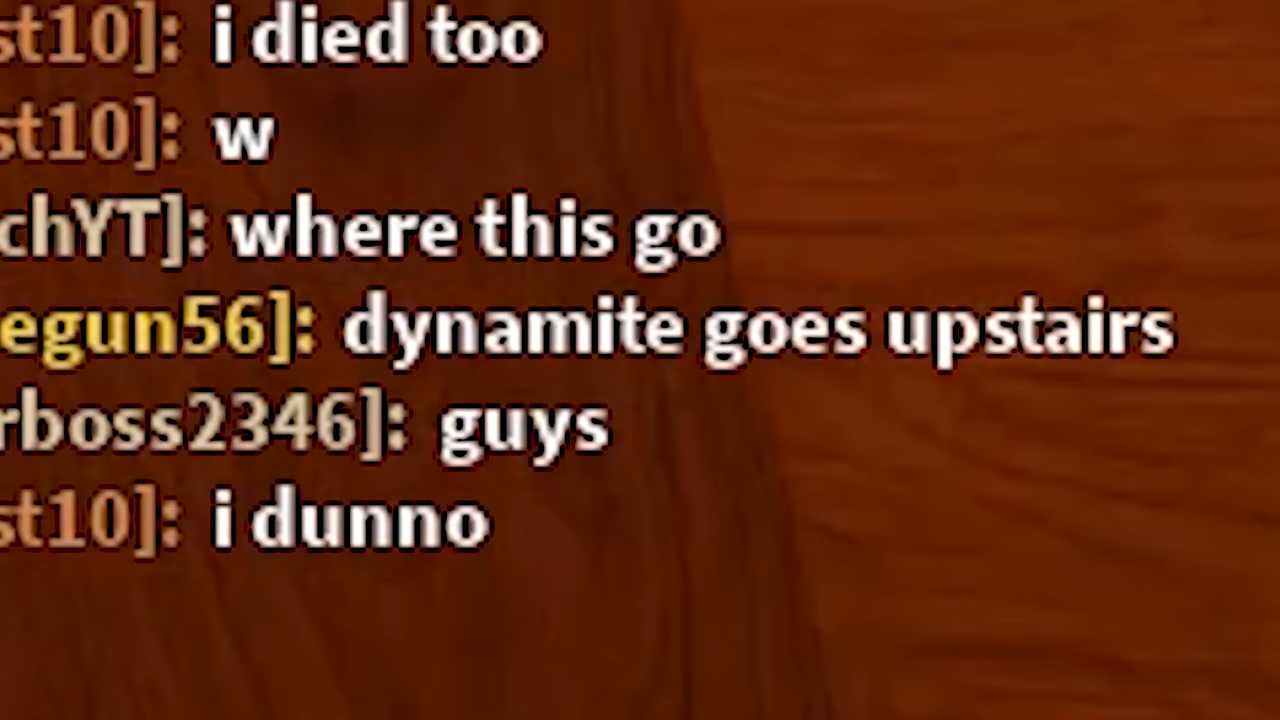 st10]: i died too
st10]: w
chYT]: where this go
egun56]: dynamite goes upstairs
rboss2346]: guys
st10]: i dunno